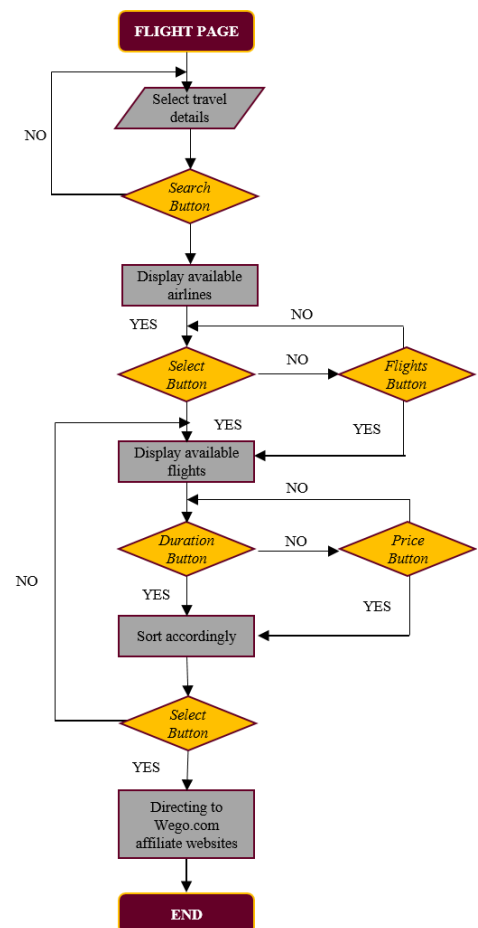 FLIGHT PAGE
Select travel
details
NO
Search
Button
Display available
airlines
YES
NO
Select
Button
NO
Flights
Button
YES
YES
Display available
flights
NO
Duration
Button
NO
Price
Button
NO
YES
YES
Sort accordingly
Select
Button
YES
Directing to
Wego.com
affiliate websites
END